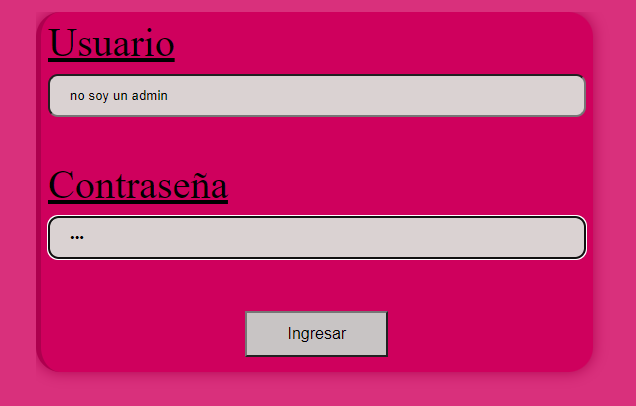 Usuario
no soy un admin
Contraseña
•••
Ingresar